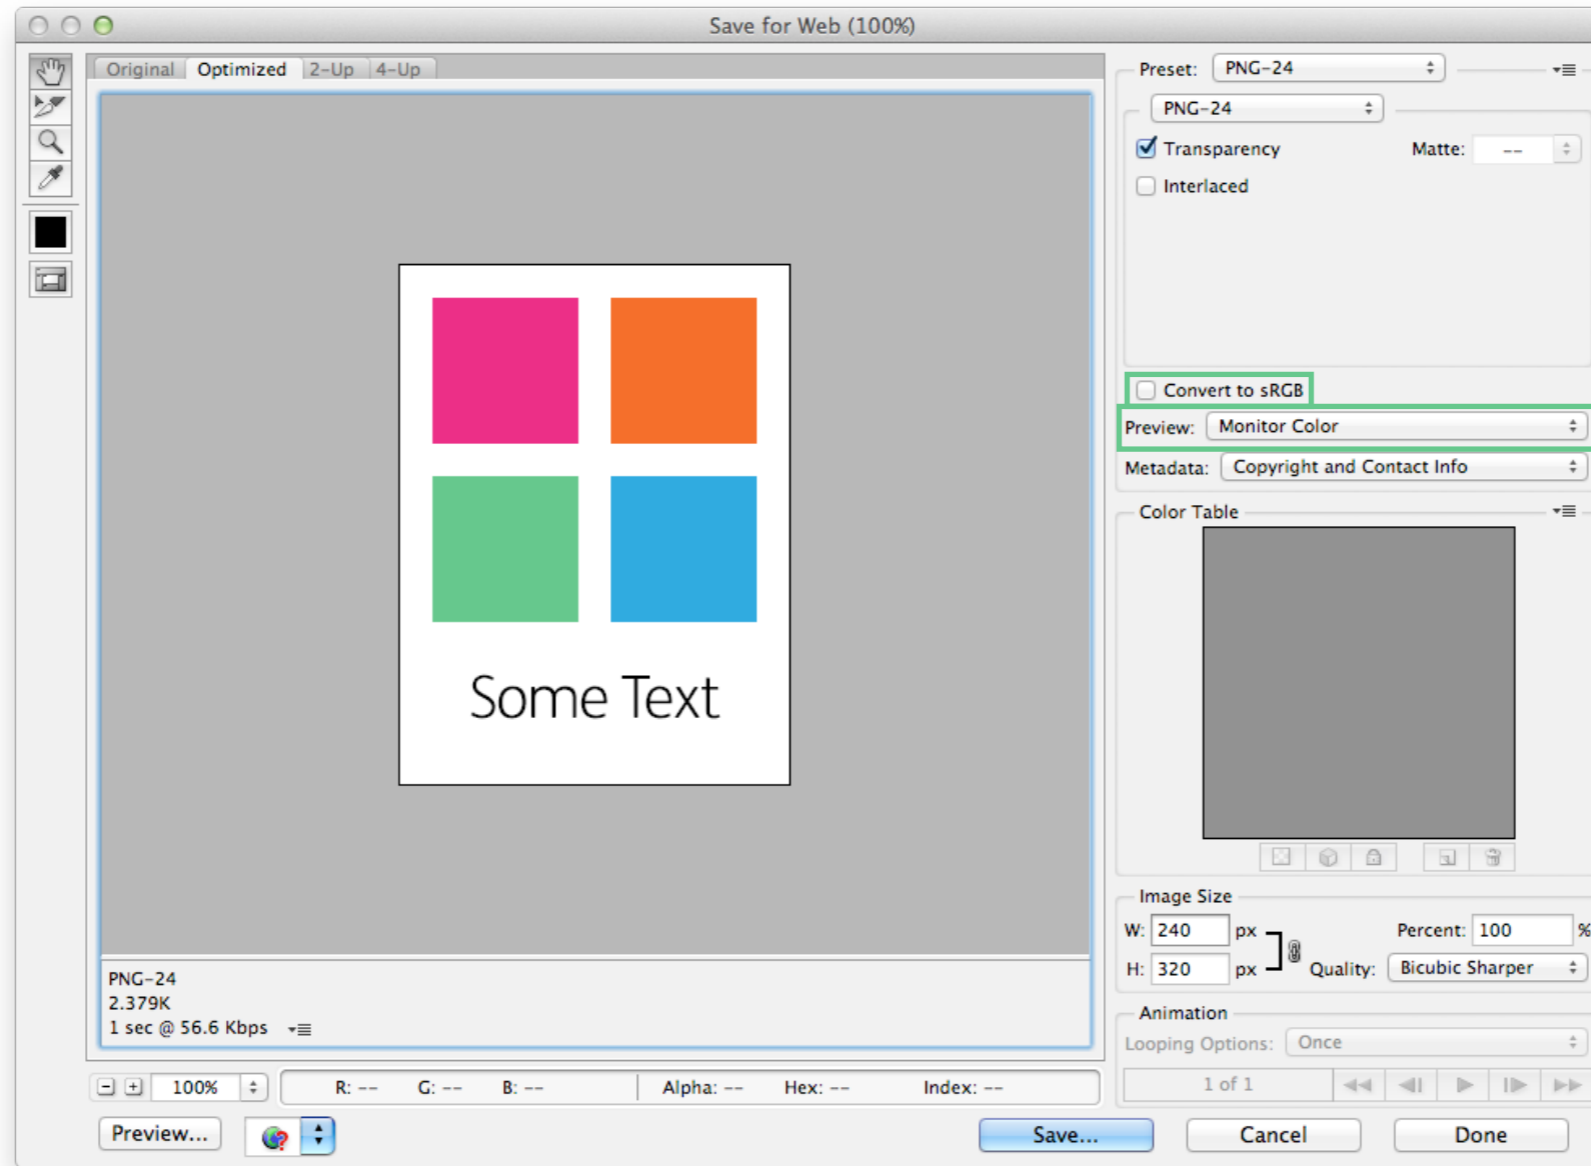 Save for Web (100%)
Original Optimized 2-Up 4-Up
Preset: PNG-24
PNG-24
Transparency Matte: --
Interlaced
Convert to sRGB
Preview: Monitor Color
Metadata: Copyright and Contact Info
Color Table
Some Text
Image Size
W: 240 px Percent: 100 %
H: 320 px Quality: Bicubic Sharper
PNG-24
2.379K
1 sec @ 56.6 Kbps
Animation
Looping Options: Once
1 of 1
100% R: -- G: -- B: -- Alpha: -- Hex: -- Index: --
Preview... Save... Cancel Done